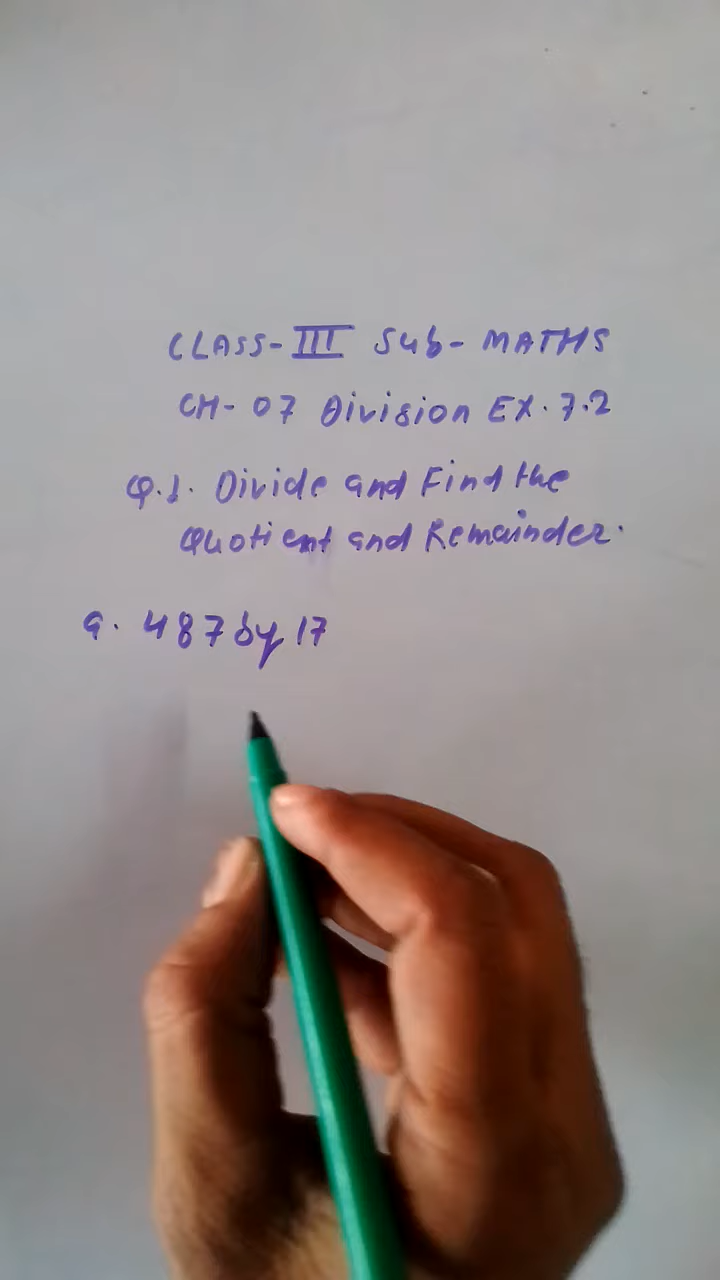 CLASS-III Sub- MATHS
CH- 07 Division EX. 7.2
Q.1. Divide and Find the
Quotient and Remainder.
a. 487 by 17